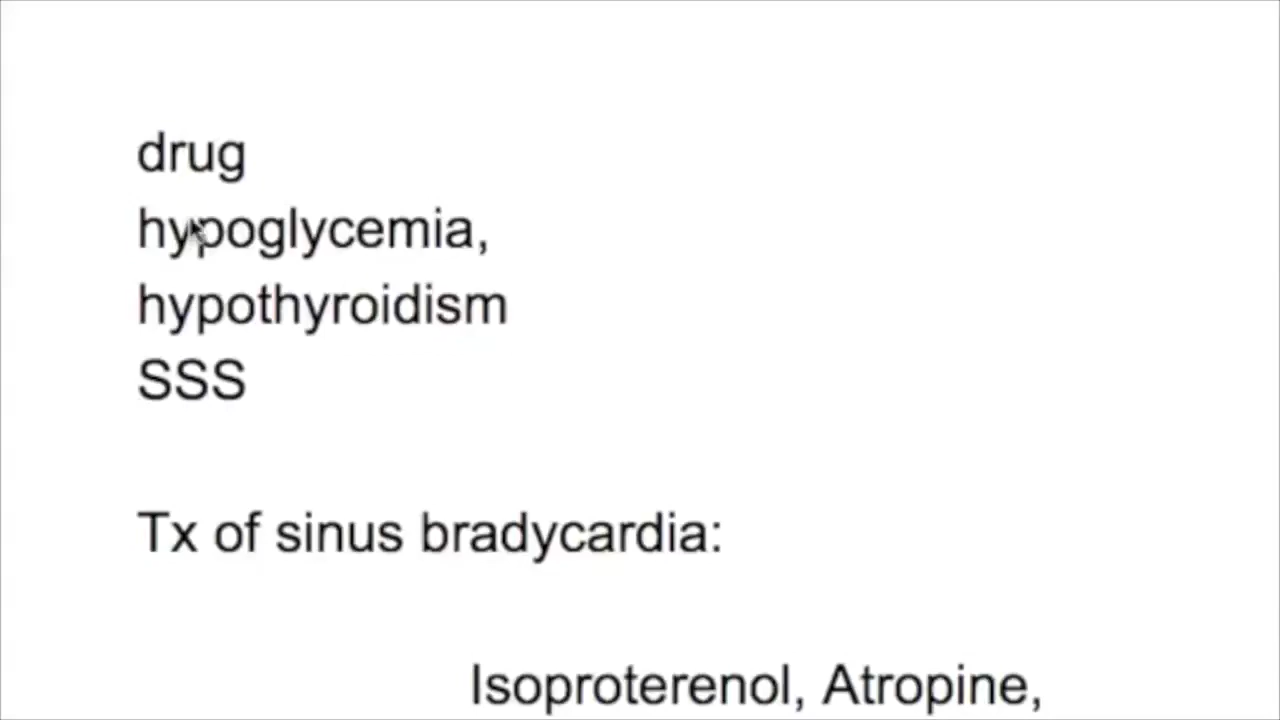 drug
hypoglycemia,
hypothyroidism
SSS
Tx of sinus bradycardia:
Isoproterenol, Atropine,